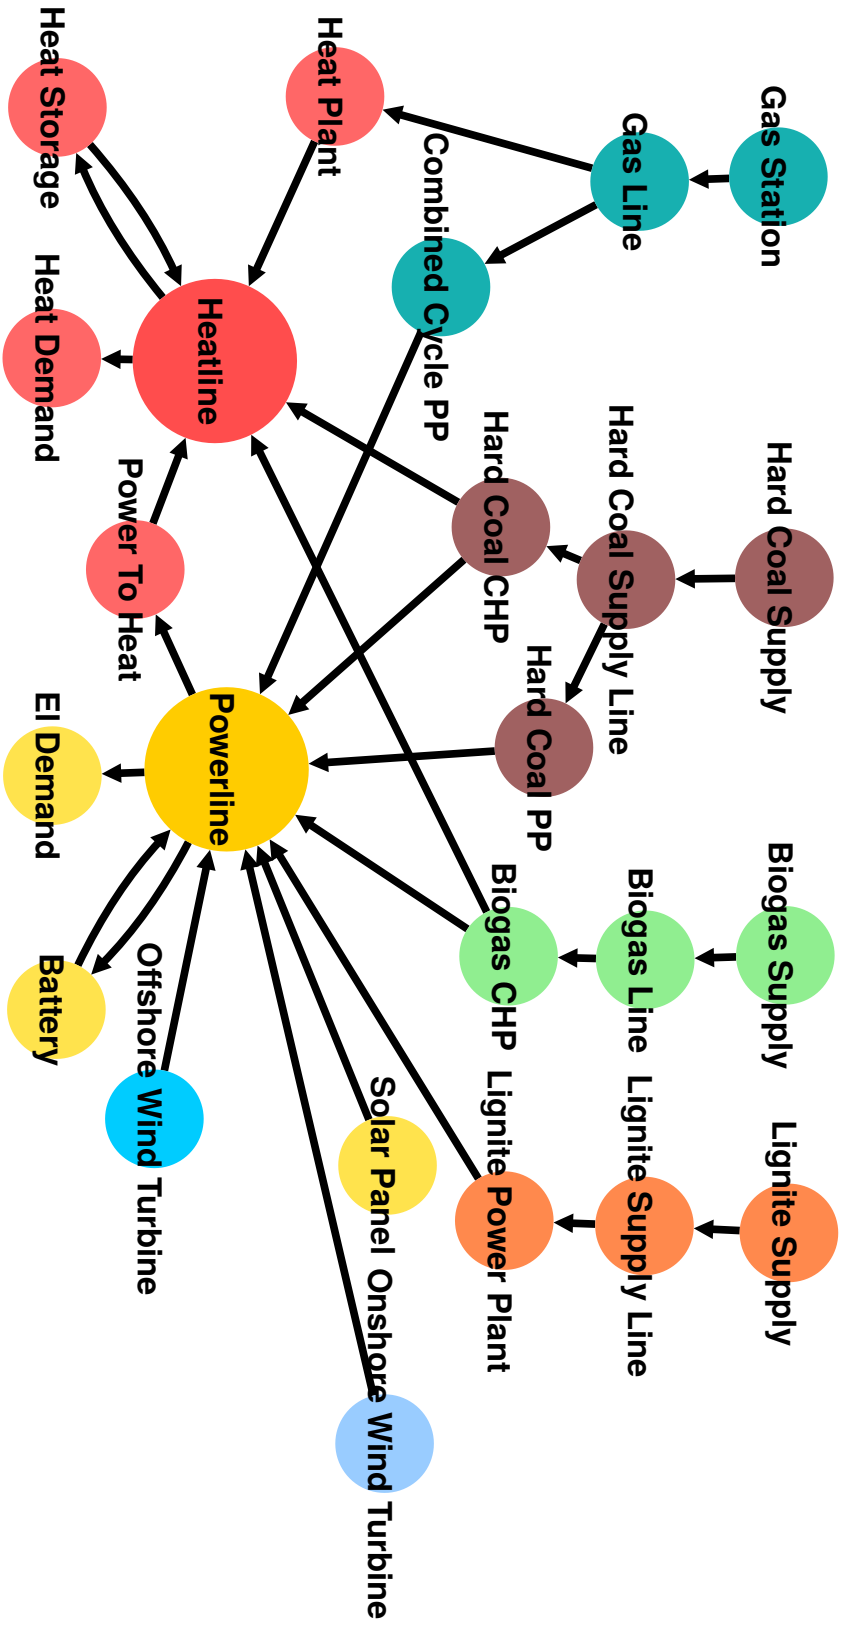 Gas Station
Hard Coal Supply
Biogas Supply
Lignite Supply
Gas Line
Hard Coal Supply Line
Biogas Line
Lignite Supply Line
Hard Coal PP
Combined Cycle PP
Hard Coal CHP
Biogas CHP
Lignite Power Plant
Heat Plant
Solar Panel
Onshore Wind Turbine
Heatline
Powerline
Power To Heat
Offshore Wind Turbine
Heat Storage
Heat Demand
El Demand
Battery